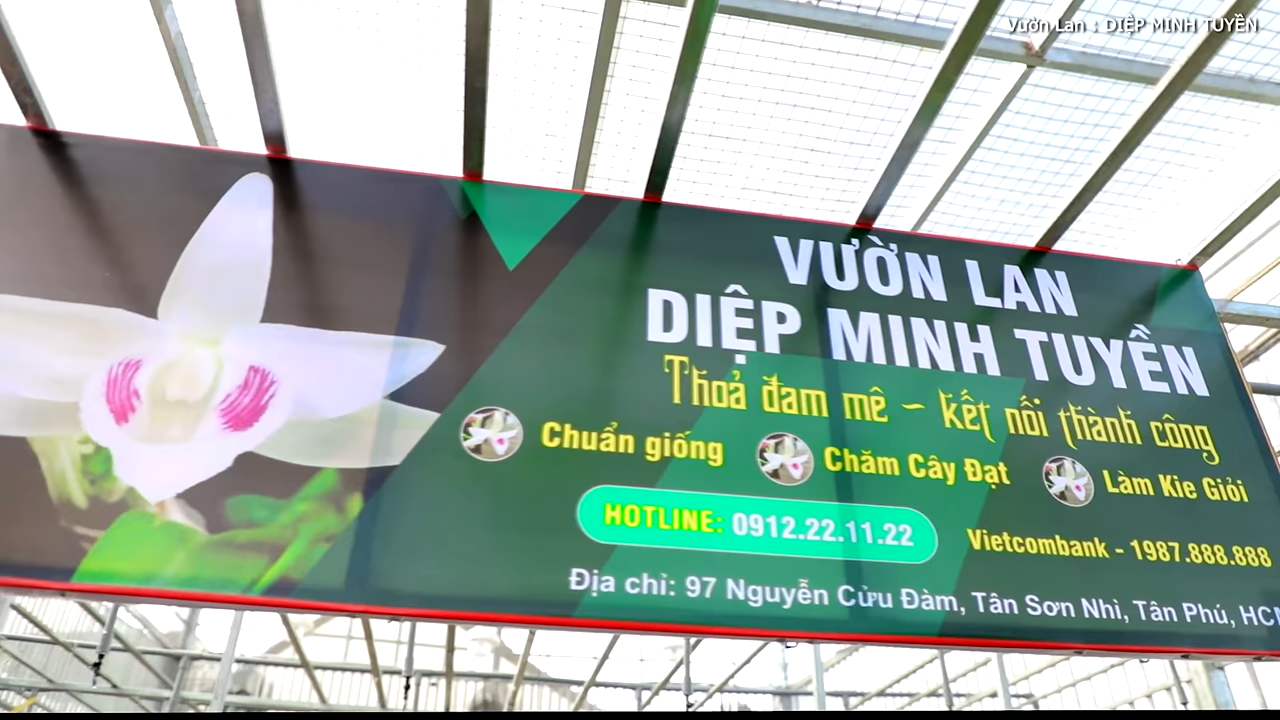 Vườn Lan : DIỆP MINH TUYỀN
VƯỜN LAN
DIỆP MINH TUYỀN
Thoả đam mê - kết nối thành công
Chuẩn giống Chăm Cây Đạt Làm Kie Giỏi
HOTLINE: 0912.22.11.22
Vietcombank - 1987.888.888
Địa chỉ: 97 Nguyễn Cửu Đàm, Tân Sơn Nhì, Tân Phú,